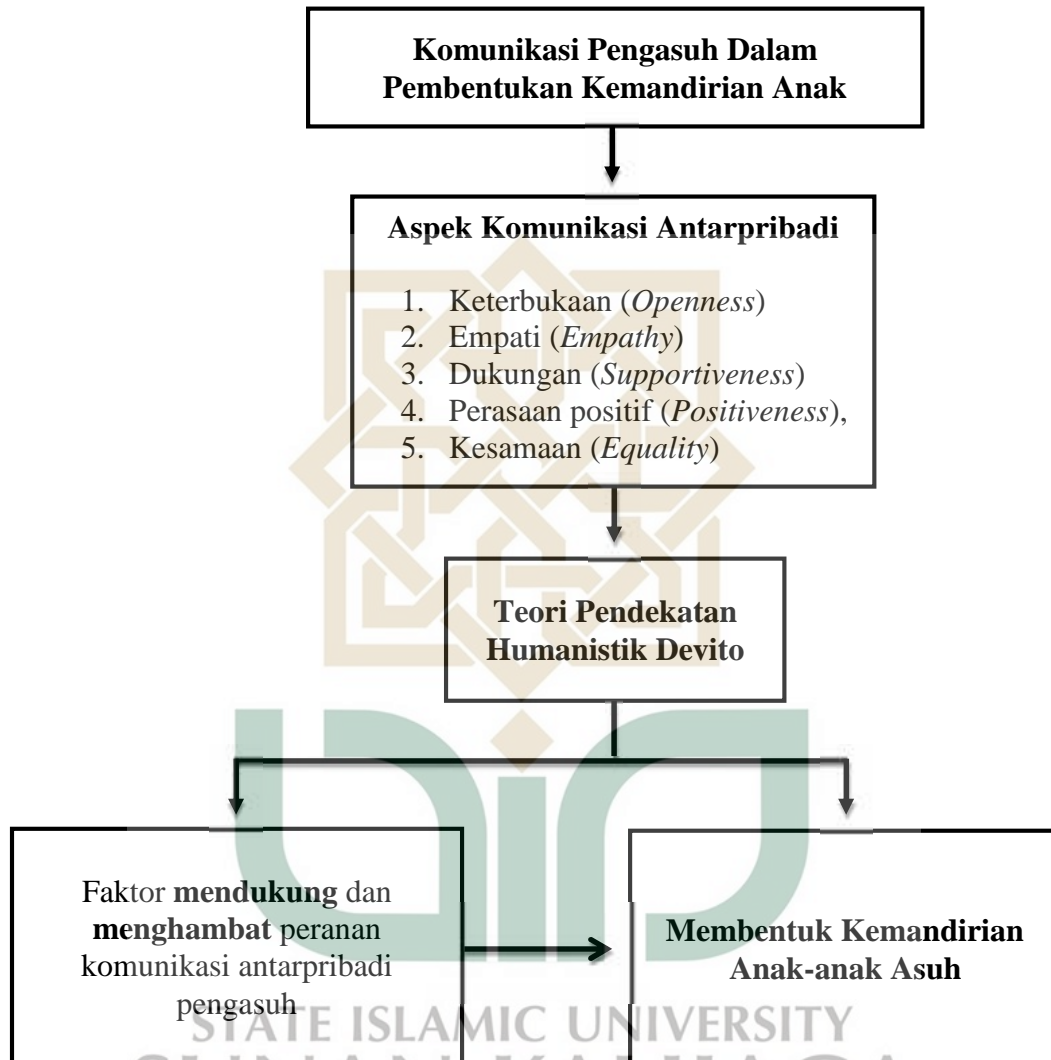 Komunikasi Pengasuh Dalam
Pembentukan Kemandirian Anak
Aspek Komunikasi Antarpribadi
1. Keterbukaan (Openness)
2. Empati (Empathy)
3. Dukungan (Supportiveness)
4. Perasaan positif (Positiveness),
5. Kesamaan (Equality)
Teori Pendekatan
Humanistik Devito
Faktor mendukung dan
menghambat peranan
komunikasi antarpribadi
pengasuh
Membentuk Kemandirian
Anak-anak Asuh
STATE ISLAMIC UNIVERSITY